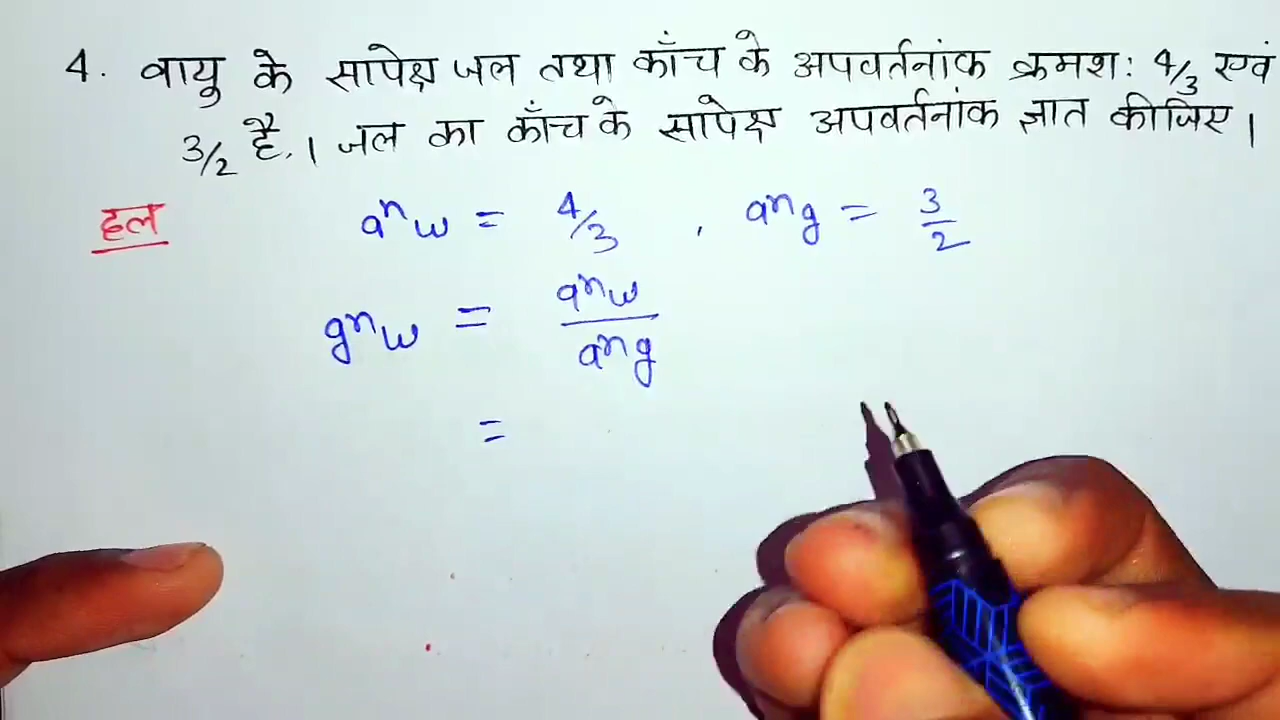 4. वायु के सापेक्ष जल तथा काँच के अपवर्तनांक क्रमशः 4/3 एवं
3/2 है.। जल का काँच के सापेक्ष अपवर्तनांक ज्ञात कीजिए।
हल anw = 4/3 , ang = 3/2
gnw = anw/ang
=